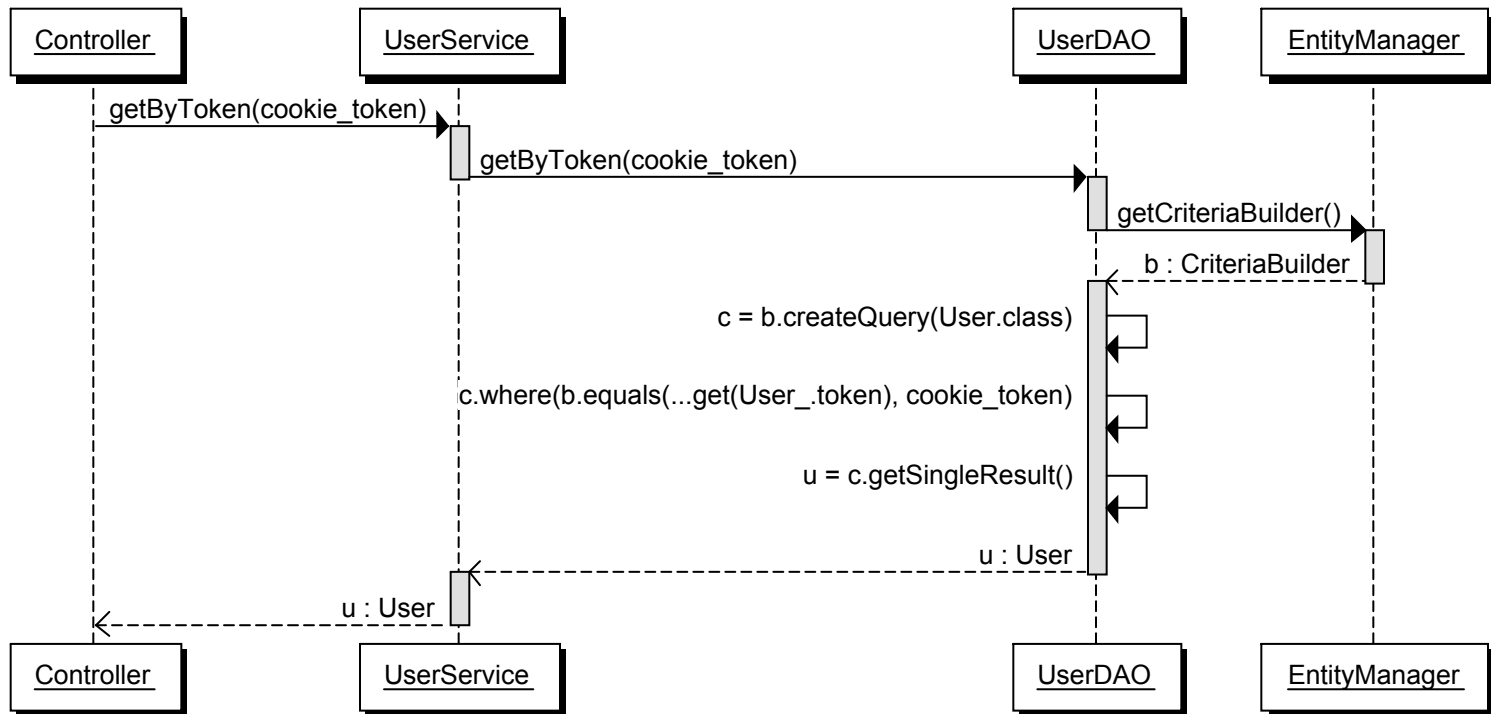 Controller
UserService
UserDAO
EntityManager
getByToken(cookie_token)
getByToken(cookie_token)
getCriteriaBuilder()
b : CriteriaBuilder
c = b.createQuery(User.class)
c.where(b.equals(...get(User_.token), cookie_token)
u = c.getSingleResult()
u : User
u : User
Controller
UserService
UserDAO
EntityManager